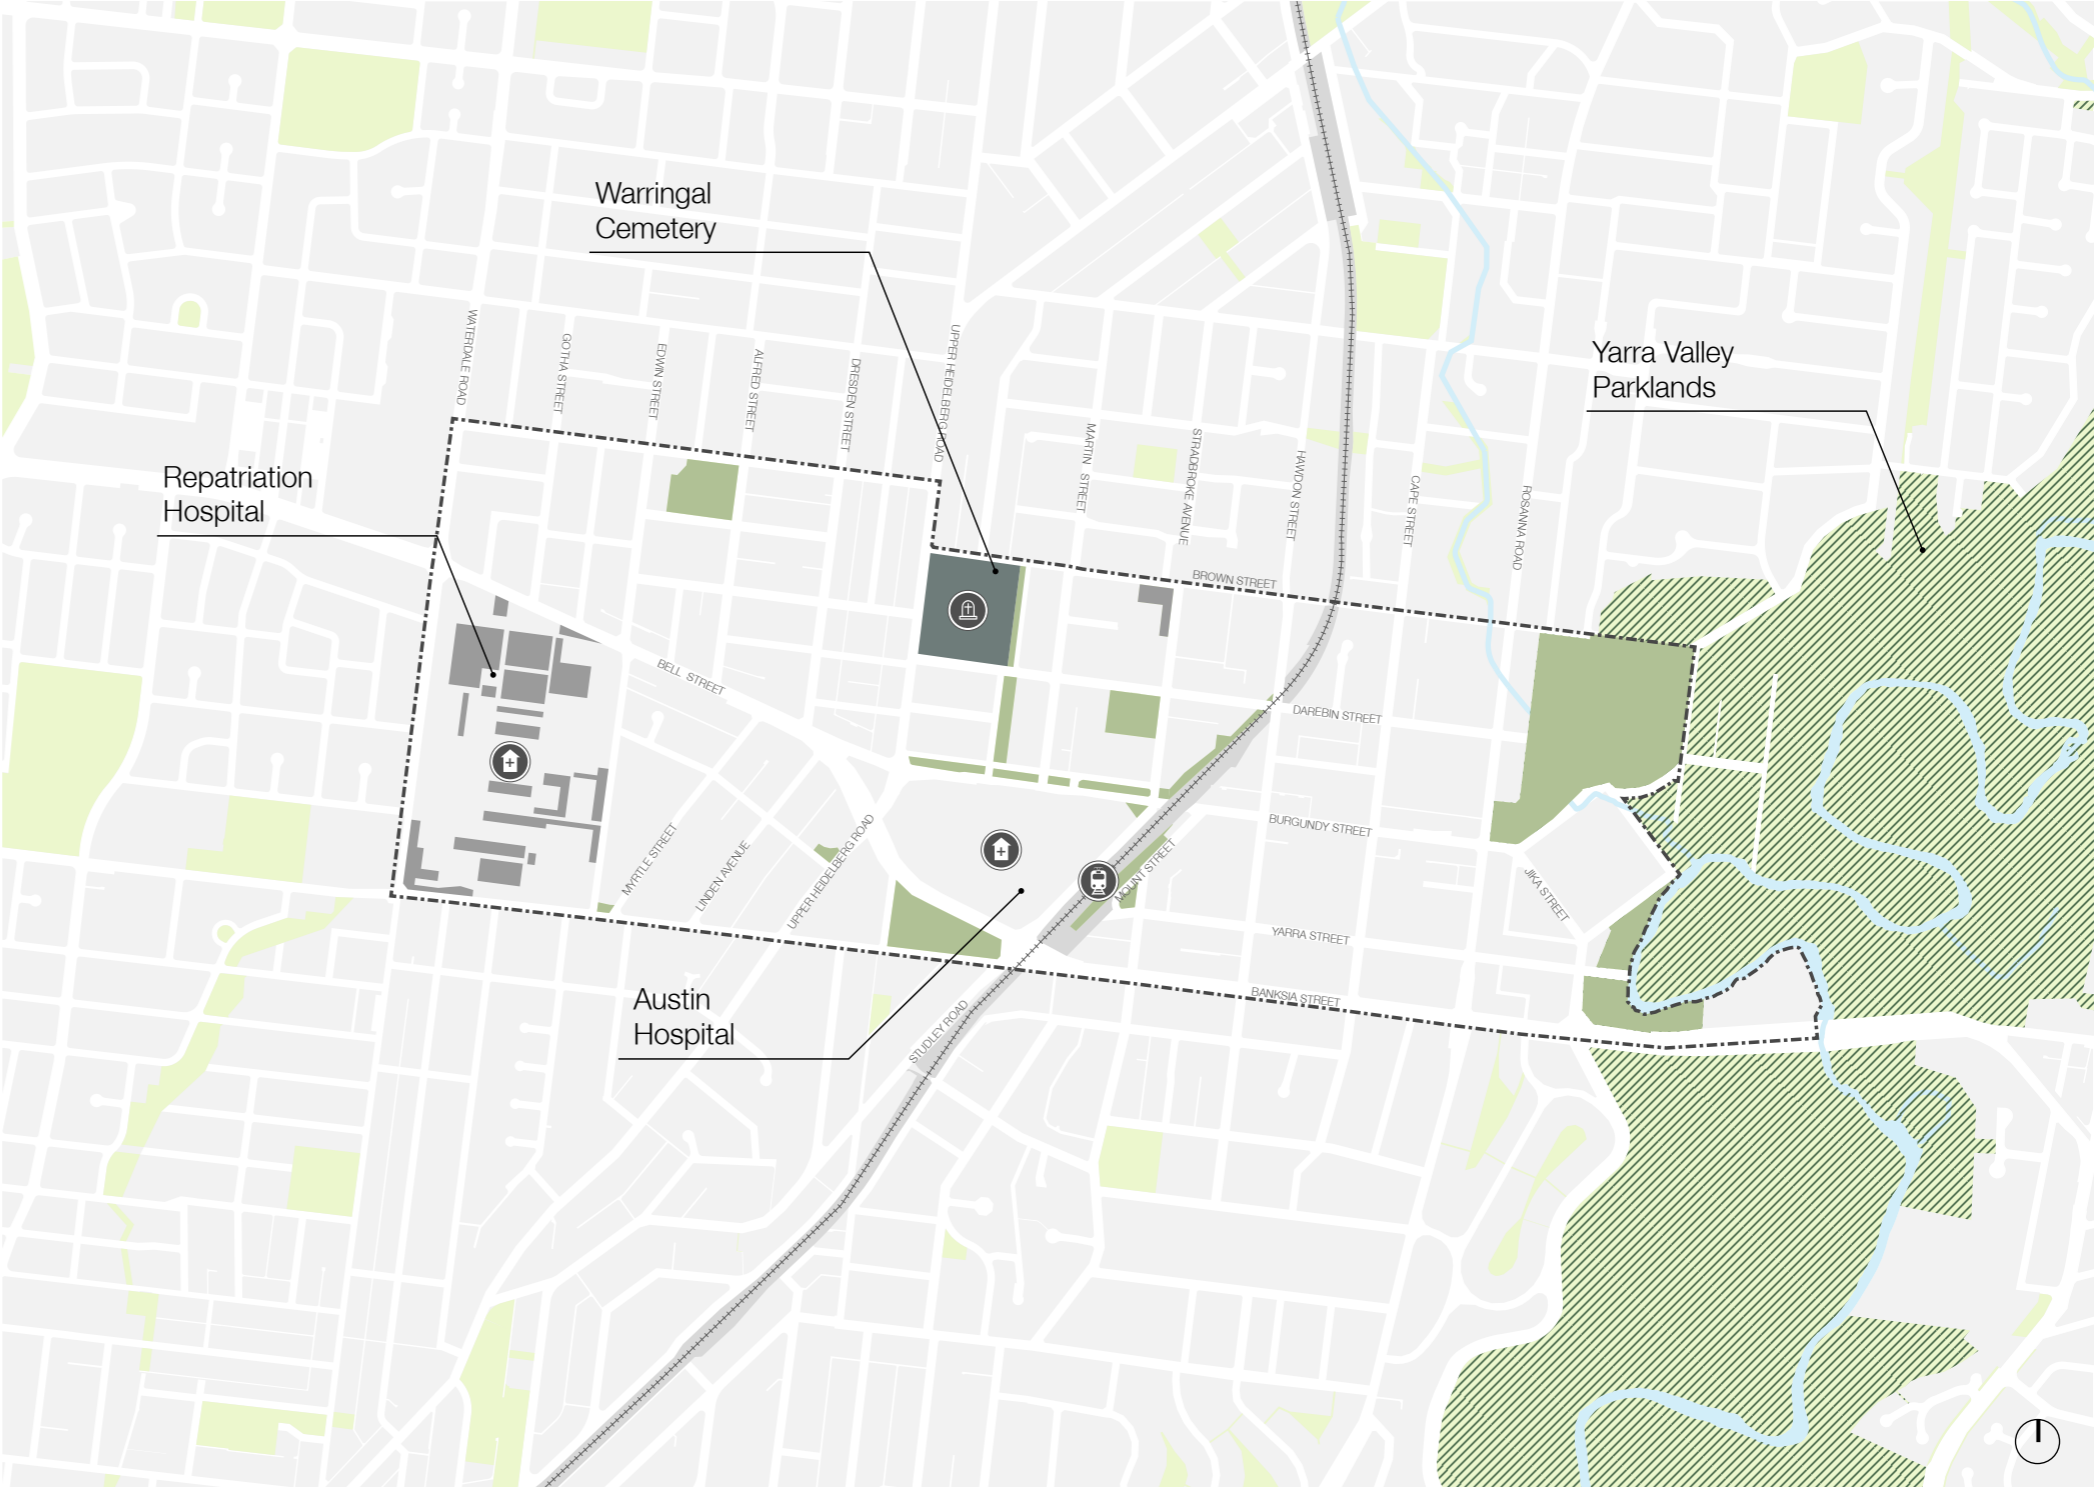 Warringal
Cemetery
Yarra Valley
Parklands
Repatriation
Hospital
Austin
Hospital
WATERDALE ROAD
GOTHA STREET
EDWIN STREET
ALFRED STREET
DRESDEN STREET
UPPER HEIDELBERG ROAD
MARTIN STREET
STRADBROKE AVENUE
HAWDON STREET
CAPE STREET
ROSANNA ROAD
BROWN STREET
BELL STREET
DAREBIN STREET
BURGUNDY STREET
MYRTLE STREET
LINDEN AVENUE
UPPER HEIDELBERG ROAD
MOUNT STREET
JIKA STREET
YARRA STREET
BANKSIA STREET
STUDLEY ROAD